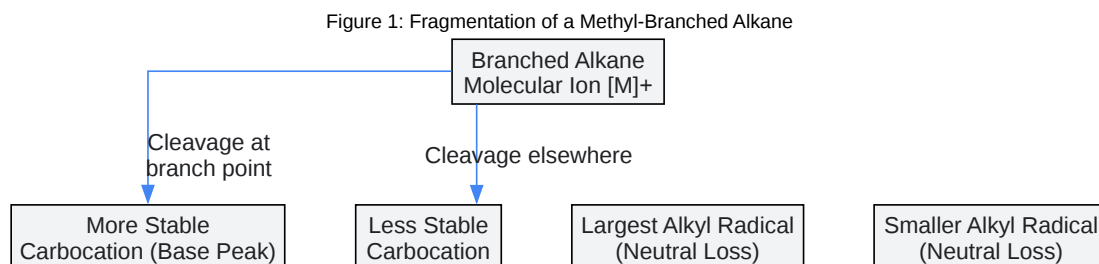 Figure 1: Fragmentation of a Methyl-Branched Alkane
Branched Alkane
Molecular Ion [M]+
Cleavage at
branch point
Cleavage elsewhere
More Stable
Carbocation (Base Peak)
Less Stable
Carbocation
Largest Alkyl Radical
(Neutral Loss)
Smaller Alkyl Radical
(Neutral Loss)